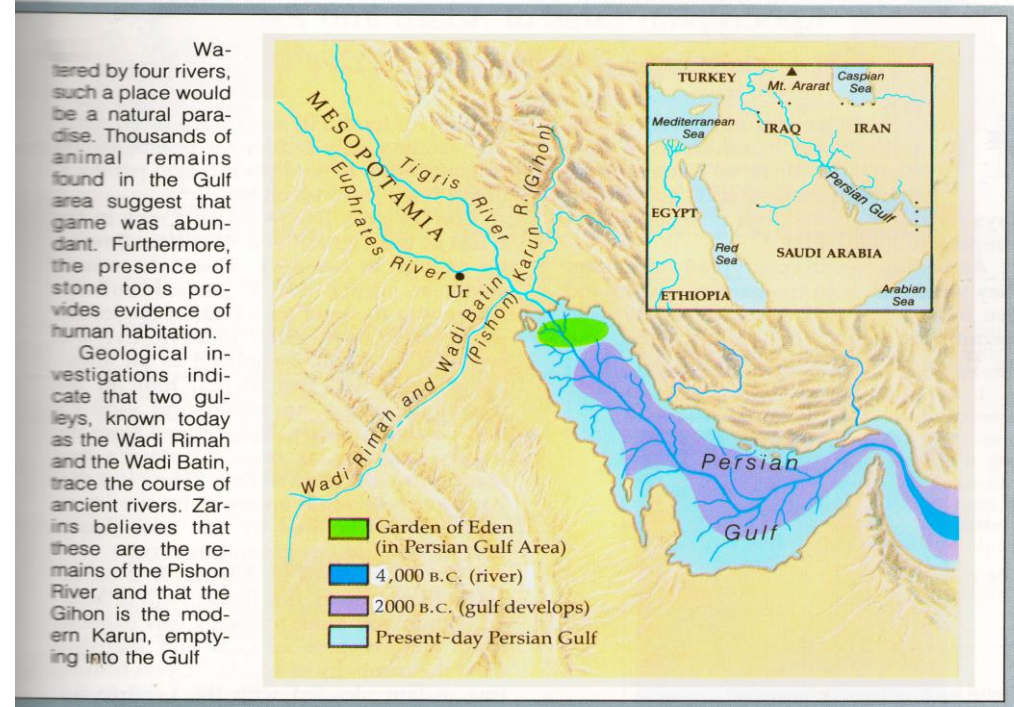 Wa-
tered by four rivers,
such a place would
be a natural para-
dise. Thousands of
animal remains
found in the Gulf
area suggest that
game was abun-
dant. Furthermore,
the presence of
stone too s pro-
vides evidence of
human habitation.
Geological in-
vestigations indi-
cate that two gul-
leys, known today
as the Wadi Rimah
and the Wadi Batin,
trace the course of
ancient rivers. Zar-
ins believes that
these are the re-
mains of the Pishon
River and that the
Gihon is the mod-
ern Karun, empty-
ing into the Gulf
MESOPOTAMIA
Tigris River
Euphrates River
Ur
Karun R. (Gihon)
Wadi Rimah and Wadi Batin
(Pishon)
Persian
Gulf
TURKEY
Mt. Ararat
Caspian
Sea
Mediterranean
Sea
IRAQ
IRAN
Persian Gulf
EGYPT
Red
Sea
SAUDI ARABIA
ETHIOPIA
Arabian
Sea
Garden of Eden
(in Persian Gulf Area)
4,000 B.C. (river)
2000 B.C. (gulf develops)
Present-day Persian Gulf